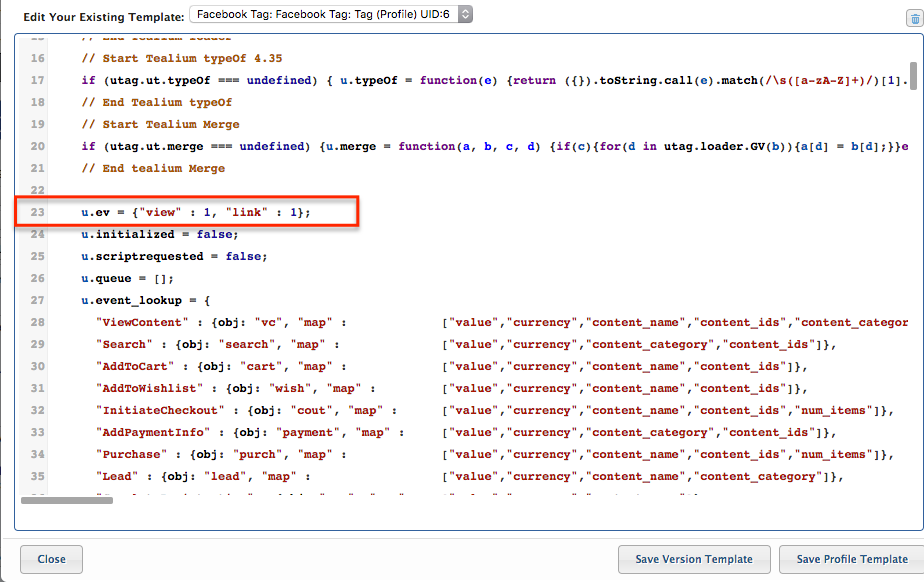 Edit Your Existing Template: Facebook Tag: Facebook Tag: Tag (Profile) UID:6
16 // Start Tealium typeOf 4.35
17 if (utag.ut.typeOf === undefined) { u.typeOf = function(e) {return ({}).toString.call(e).match(/\s([a-zA-Z]+)/)[1].
18 // End Tealium typeOf
19 // Start Tealium Merge
20 if (utag.ut.merge === undefined) {u.merge = function(a, b, c, d) {if(c){for(d in utag.loader.GV(b)){a[d] = b[d];}}e
21 // End tealium Merge
22
23 u.ev = {"view" : 1, "link" : 1};
24 u.initialized = false;
25 u.scriptrequested = false;
26 u.queue = [];
27 u.event_lookup = {
28 "ViewContent" : {obj: "vc", "map" : ["value","currency","content_name","content_ids","content_categor
29 "Search" : {obj: "search", "map" : ["value","currency","content_category","content_ids"]},
30 "AddToCart" : {obj: "cart", "map" : ["value","currency","content_name","content_ids"]},
31 "AddToWishlist" : {obj: "wish", "map" : ["value","currency","content_name","content_ids"]},
32 "InitiateCheckout" : {obj: "cout", "map" : ["value","currency","content_name","content_ids","num_items"]},
33 "AddPaymentInfo" : {obj: "payment", "map" : ["value","currency","content_category","content_ids"]},
34 "Purchase" : {obj: "purch", "map" : ["value","currency","content_name","content_ids","num_items"]},
35 "Lead" : {obj: "lead", "map" : ["value","currency","content_name","content_category"]},
Close Save Version Template Save Profile Template